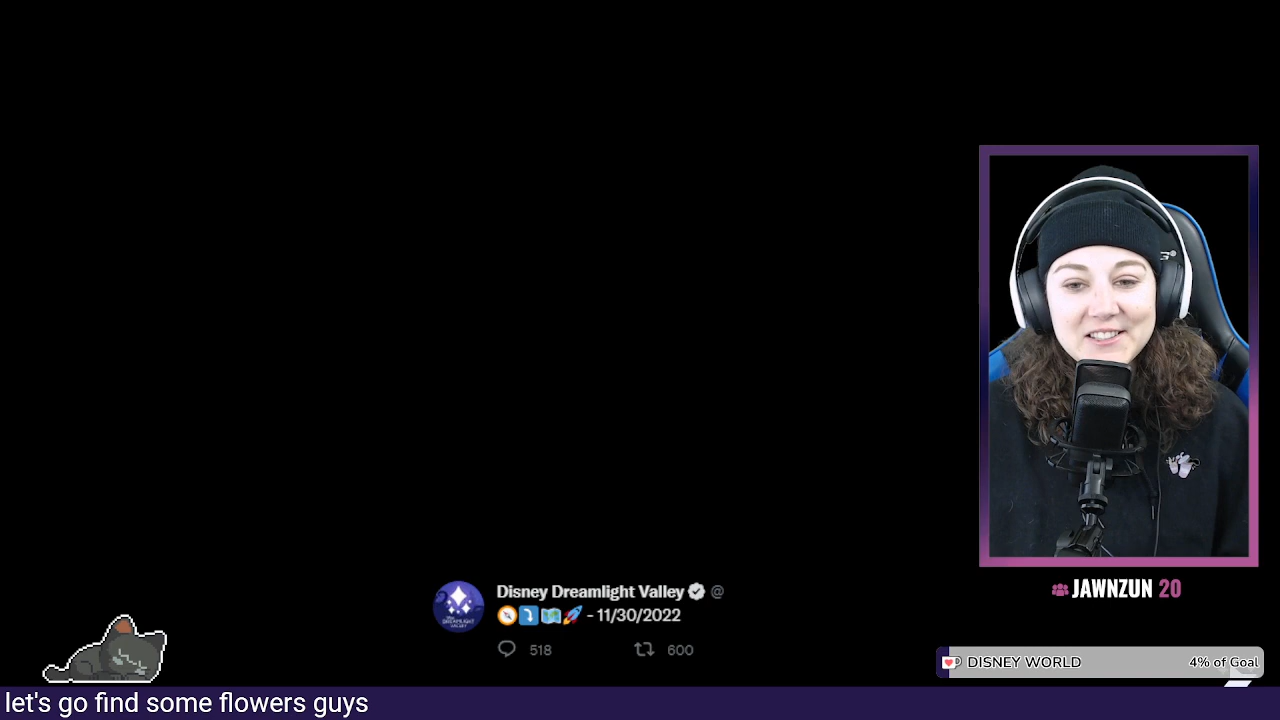 Disney Dreamlight Valley @
- 11/30/2022
518 600
JAWNZUN 20
DISNEY WORLD 4% of Goal
let's go find some flowers guys